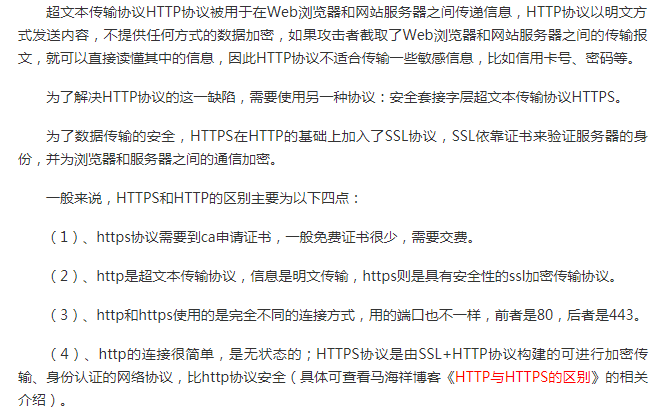 超文本传输协议HTTP协议被用于在Web浏览器和网站服务器之间传递信息，HTTP协议以明文方
式发送内容，不提供任何方式的数据加密，如果攻击者截取了Web浏览器和网站服务器之间的传输报
文，就可以直接读懂其中的信息，因此HTTP协议不适合传输一些敏感信息，比如信用卡号、密码等。
为了解决HTTP协议的这一缺陷，需要使用另一种协议：安全套接字层超文本传输协议HTTPS。
为了数据传输的安全，HTTPS在HTTP的基础上加入了SSL协议，SSL依靠证书来验证服务器的身
份，并为浏览器和服务器之间的通信加密。
一般来说，HTTPS和HTTP的区别主要为以下四点：
（1）、https协议需要到ca申请证书，一般免费证书很少，需要交费。
（2）、http是超文本传输协议，信息是明文传输，https则是具有安全性的ssl加密传输协议。
（3）、http和https使用的是完全不同的连接方式，用的端口也不一样，前者是80，后者是443。
（4）、http的连接很简单，是无状态的；HTTPS协议是由SSL+HTTP协议构建的可进行加密传
输、身份认证的网络协议，比http协议安全（具体可查看马海祥博客《HTTP与HTTPS的区别》的相关
介绍）。